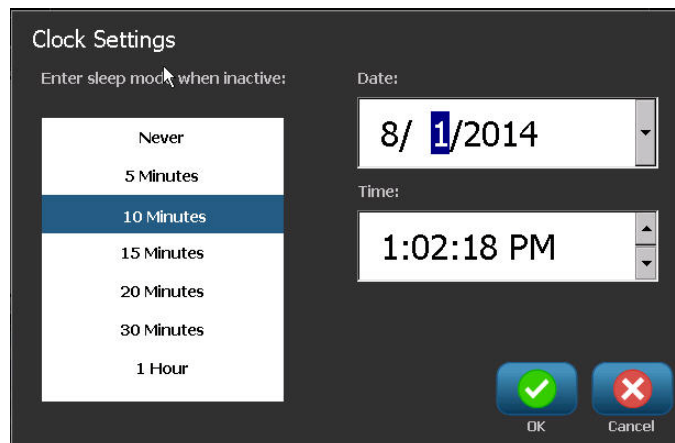 Clock Settings
Enter sleep mode when inactive:
Never
5 Minutes
10 Minutes
15 Minutes
20 Minutes
30 Minutes
1 Hour
Date:
8/ 1/2014
Time:
1:02:18 PM
OK
Cancel